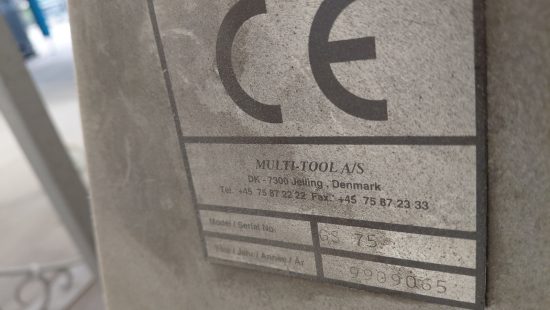 CE
MULTI-TOOL A/S
DK - 7300 Jelling . Denmark
Tel. +45 75 87 22 22 Fax. +45 75 87 23 33
Model / Serial No: GS 75
Year / Jahr / Année / År 9909065